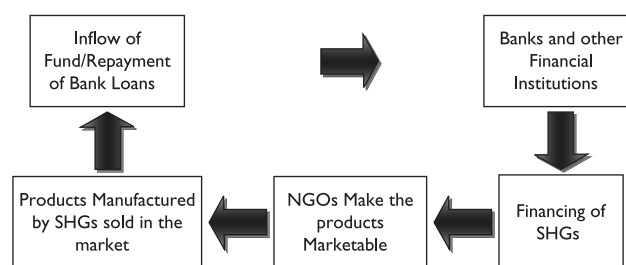 Inflow of
Fund/Repayment
of Bank Loans
Banks and other
Financial
Institutions
Products Manufactured
by SHGs sold in the
market
NGOs Make the
products
Marketable
Financing of
SHGs